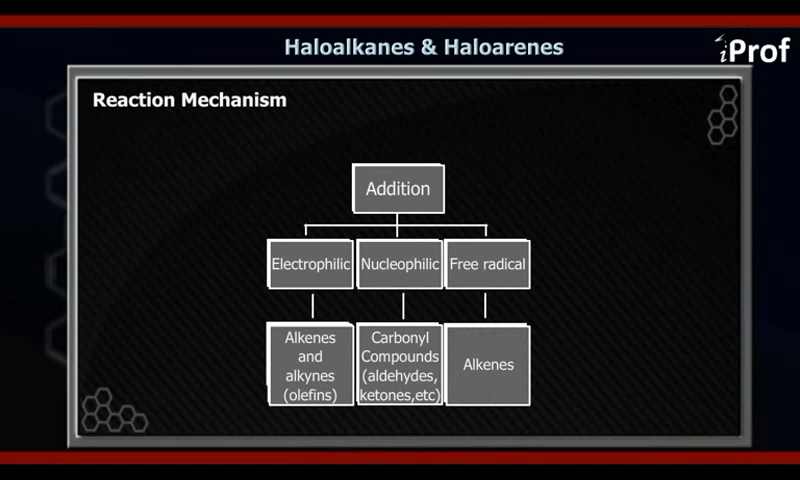 Haloalkanes & Haloarenes
iProf
Reaction Mechanism
Addition
Electrophilic
Nucleophilic
Free radical
Alkenes
and
alkynes
(olefins)
Carbonyl
Compounds
(aldehydes,
ketones,etc)
Alkenes